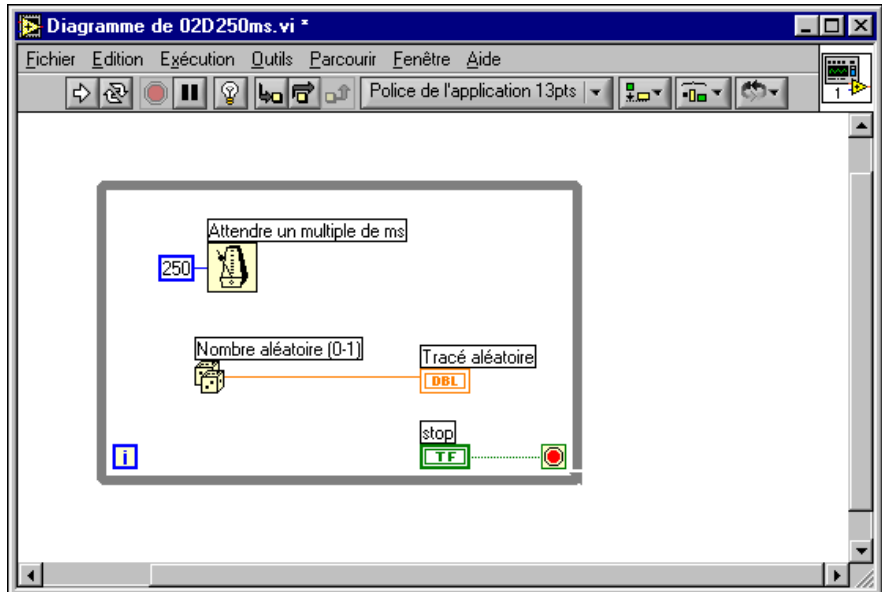 Diagramme de 02D250ms.vi *
Fichier Edition Exécution Outils Parcourir Fenêtre Aide
Police de l'application 13pts
1
Attendre un multiple de ms
250
Nombre aléatoire (0-1)
Tracé aléatoire
DBL
stop
i
TF